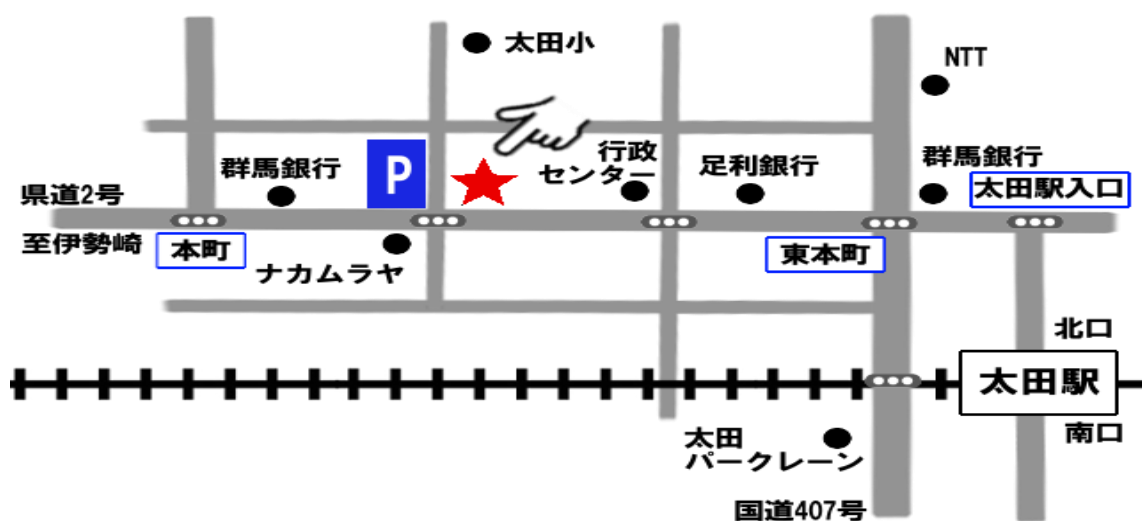 太田小
NTT
群馬銀行
P
行政
センター
足利銀行
群馬銀行
太田駅入口
県道2号
至伊勢崎
本町
ナカムラヤ
東本町
北口
太田駅
南口
太田
パークレーン
国道407号